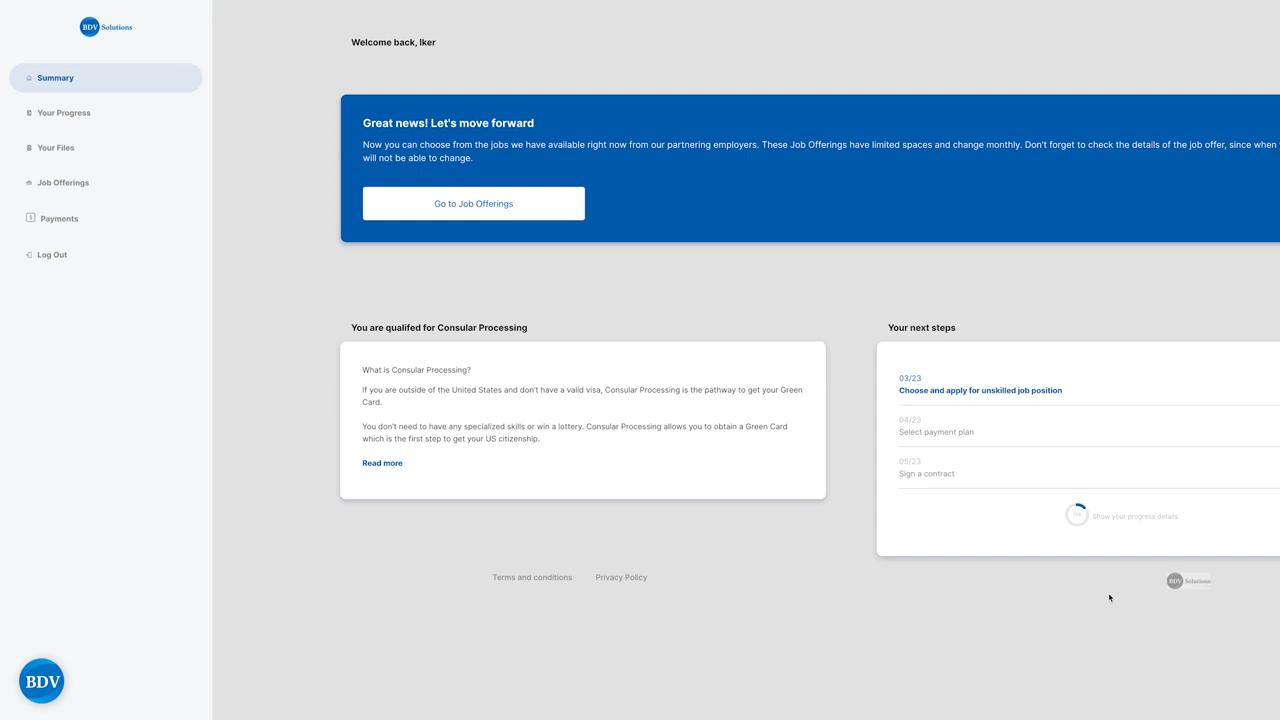 BDV Solutions
Summary
Your Progress
Your Files
Job Offerings
Payments
Log Out
BDV
Welcome back, Iker
Great news! Let's move forward
Now you can choose from the jobs we have available right now from our partnering employers. These Job Offerings have limited spaces and change monthly. Don't forget to check the details of the job offer, since when
will not be able to change.
Go to Job Offerings
You are qualifed for Consular Processing
What is Consular Processing?
If you are outside of the United States and don't have a valid visa, Consular Processing is the pathway to get your Green
Card.
You don't need to have any specialized skills or win a lottery. Consular Processing allows you to obtain a Green Card
which is the first step to get your US citizenship.
Read more
Your next steps
03/23
Choose and apply for unskilled job position
04/23
Select payment plan
05/23
Sign a contract
Show your progress details
Terms and conditions Privacy Policy
BDV Solutions